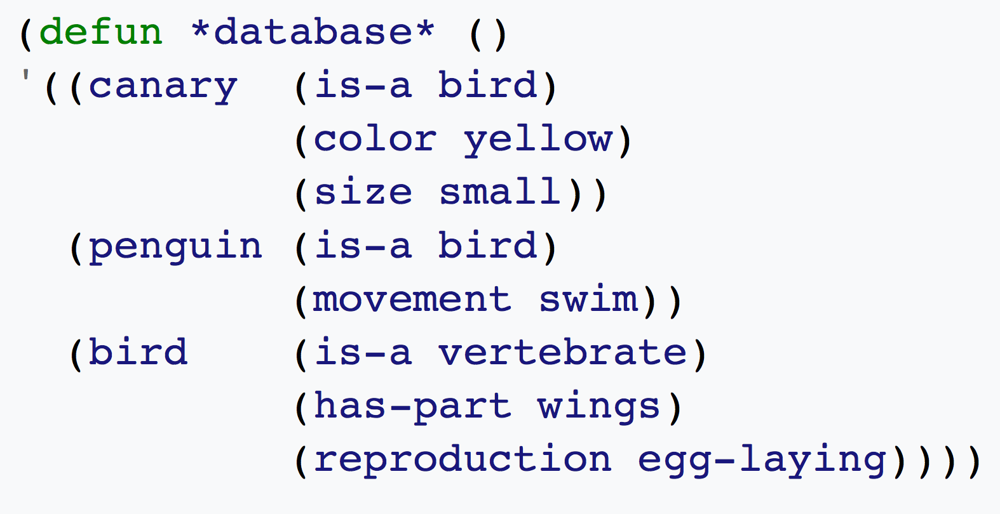 (defun *database* ()
'((canary  (is-a bird)
           (color yellow)
           (size small))
  (penguin (is-a bird)
           (movement swim))
  (bird    (is-a vertebrate)
           (has-part wings)
           (reproduction egg-laying))))